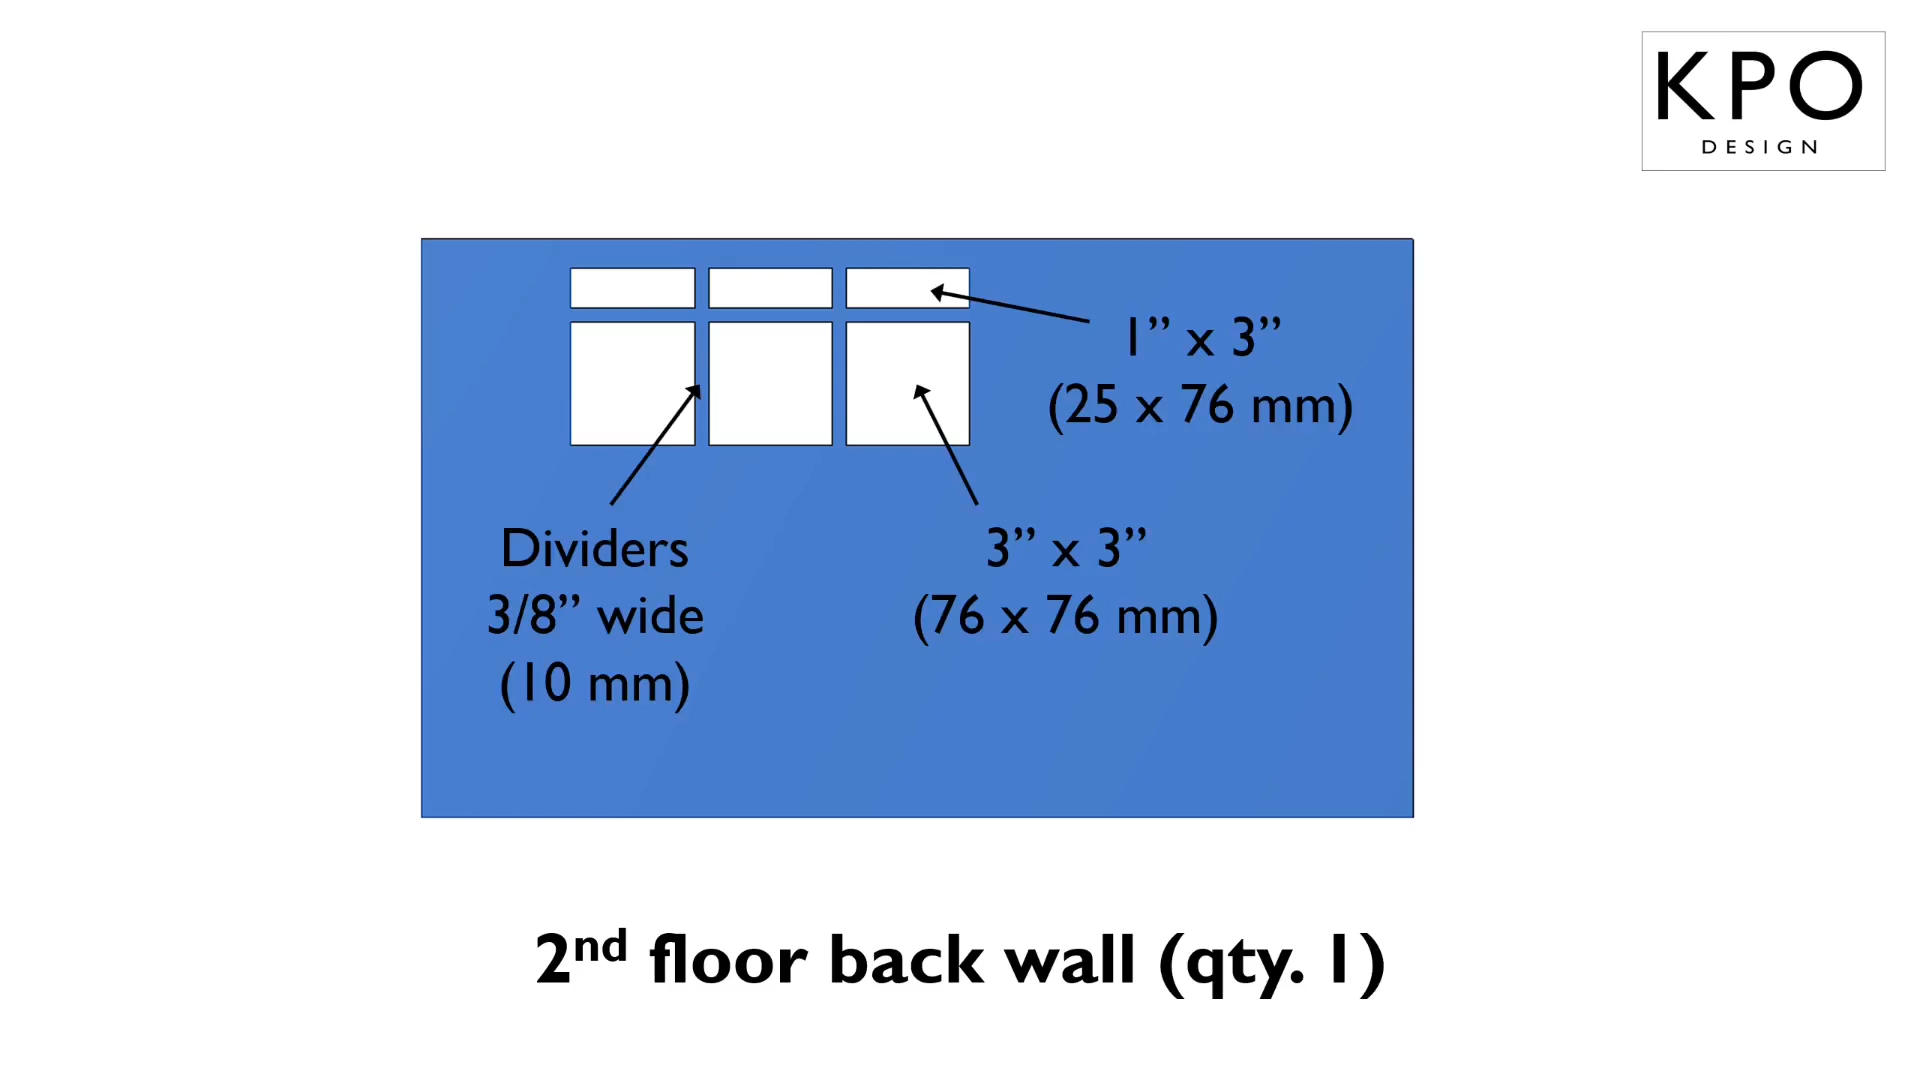 KPO
DESIGN
1” x 3”
(25 x 76 mm)
Dividers
3/8” wide
(10 mm)
3” x 3”
(76 x 76 mm)
2nd floor back wall (qty. 1)